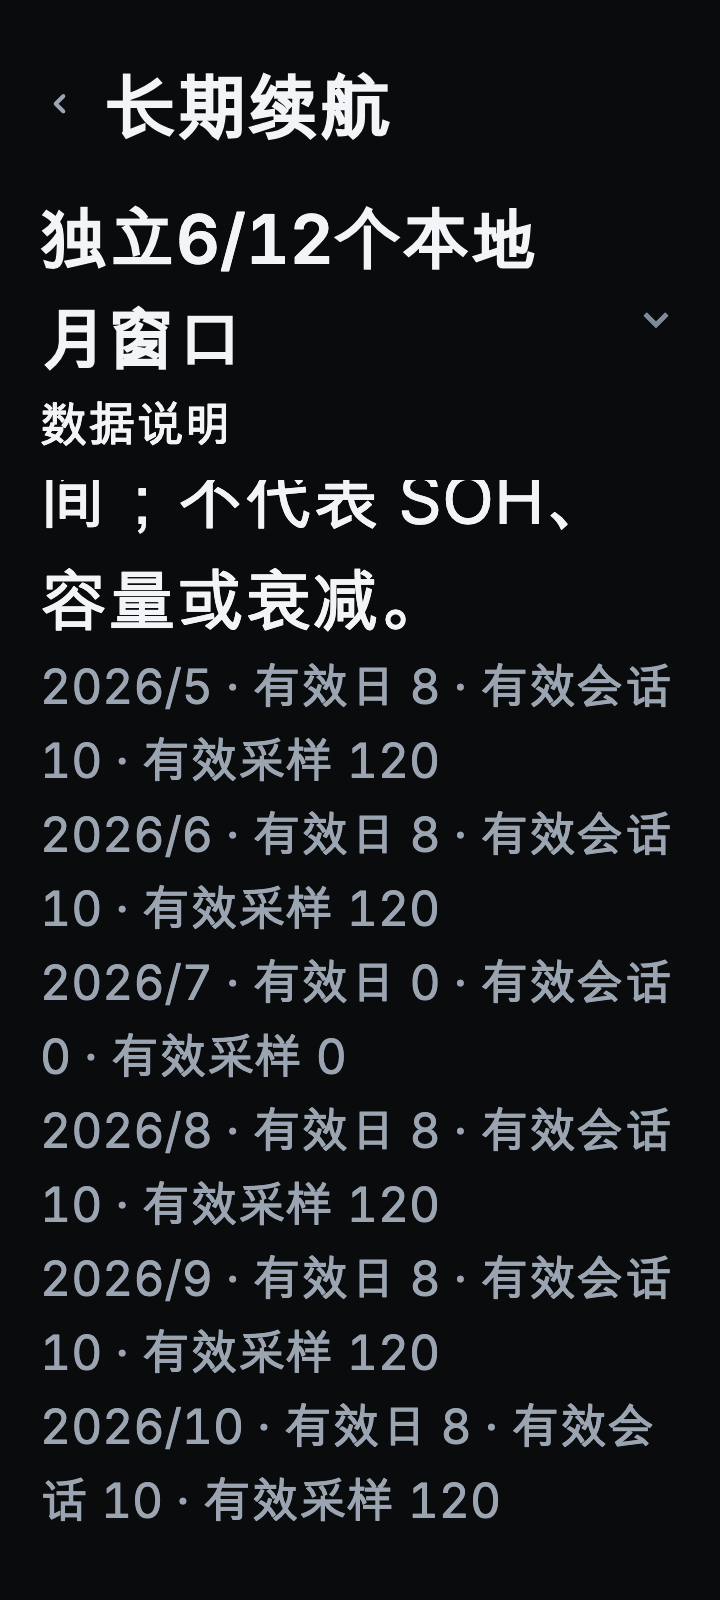 长期续航
独立6/12个本地
月窗口
数据说明
间；不代表 SOH、
容量或衰减。
2026/5 · 有效日 8 · 有效会话
10 · 有效采样 120
2026/6 · 有效日 8 · 有效会话
10 · 有效采样 120
2026/7 · 有效日 0 · 有效会话
0 · 有效采样 0
2026/8 · 有效日 8 · 有效会话
10 · 有效采样 120
2026/9 · 有效日 8 · 有效会话
10 · 有效采样 120
2026/10 · 有效日 8 · 有效会
话 10 · 有效采样 120